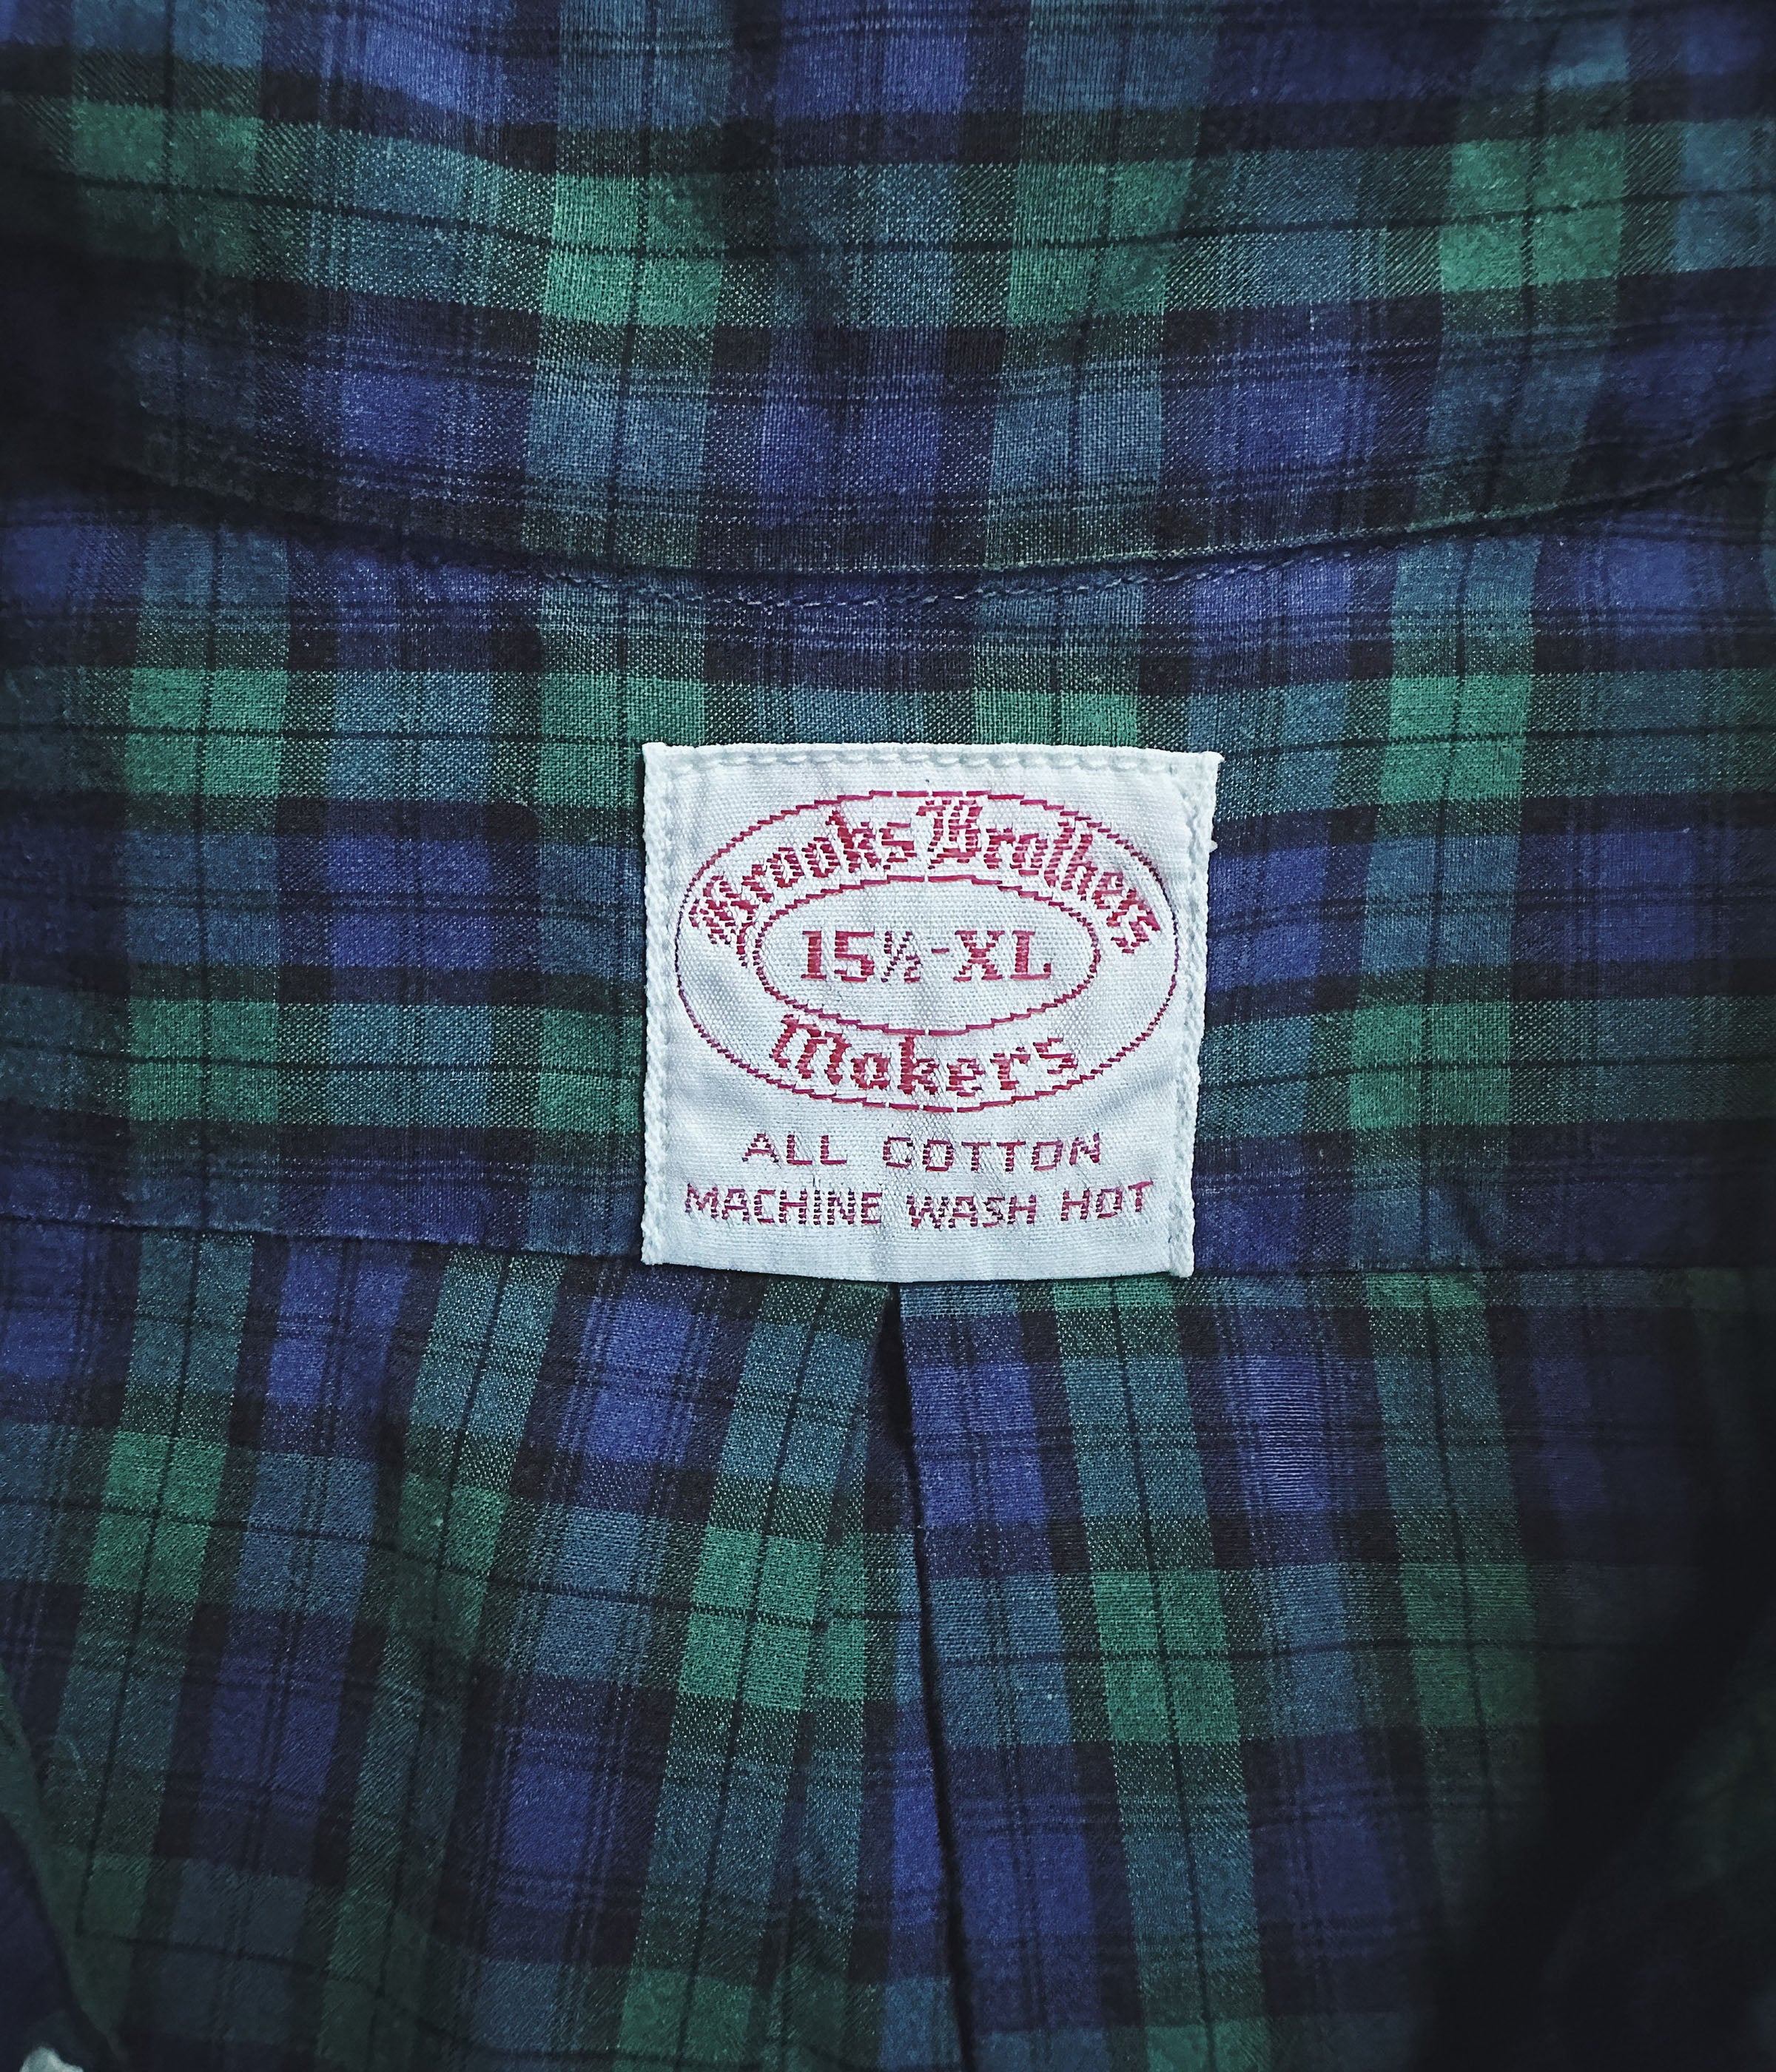 Brooks Brothers
15½-XL
Makers
ALL COTTON
MACHINE WASH HOT